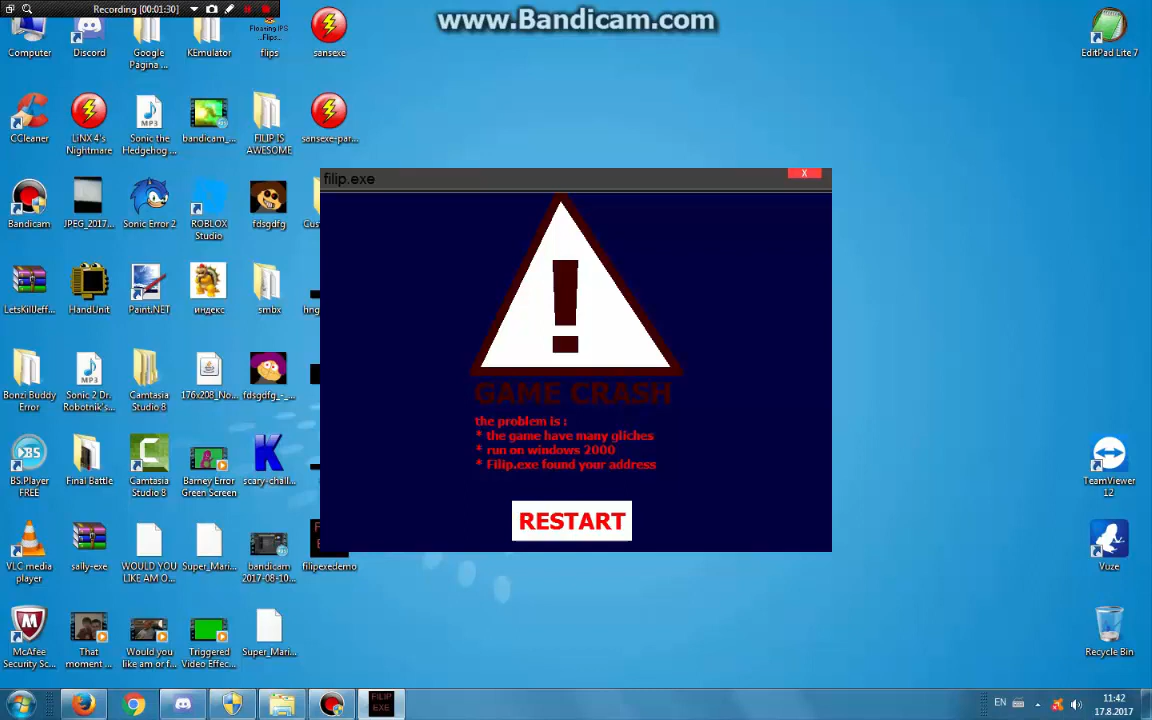 Recording [00:01:30]
www.Bandicam.com
Computer
Discord
Google Pagina ...
KEmulator
Floating IPS
...Flips...
flips
sansexe
EditPad Lite 7
CCleaner
LiNX 4's
Nightmare
Sonic the
Hedgehog ...
bandicam_...
FILIP IS
AWESOME
sansexe-par...
filip.exe
X
Bandicam
JPEG_2017...
Sonic Error 2
ROBLOX
Studio
fdsgdfg
GAME CRASH
the problem is :
* the game have many gliches
* run on windows 2000
* Filip.exe found your address
RESTART
LetsKillJeff...
HandUnit
Paint.NET
индекс
smbx
Bonzi Buddy
Error
Sonic 2 Dr.
Robotnik's...
Camtasia
Studio 8
176x208_No...
fdsgdfg_-_...
BS.Player
FREE
Final Battle
Camtasia
Studio 8
Barney Error
Green Screen
scary-chall...
TeamViewer
12
VLC media
player
sally-exe
WOULD YOU
LIKE AM O...
Super_Mari...
bandicam
2017-08-10...
filipexedemo
Vuze
McAfee
Security Sc...
That
moment ...
Would you
like am or f...
Triggered
Video Effec...
Super_Mari...
Recycle Bin
FILIP
EXE
EN
11:42
17.8.2017